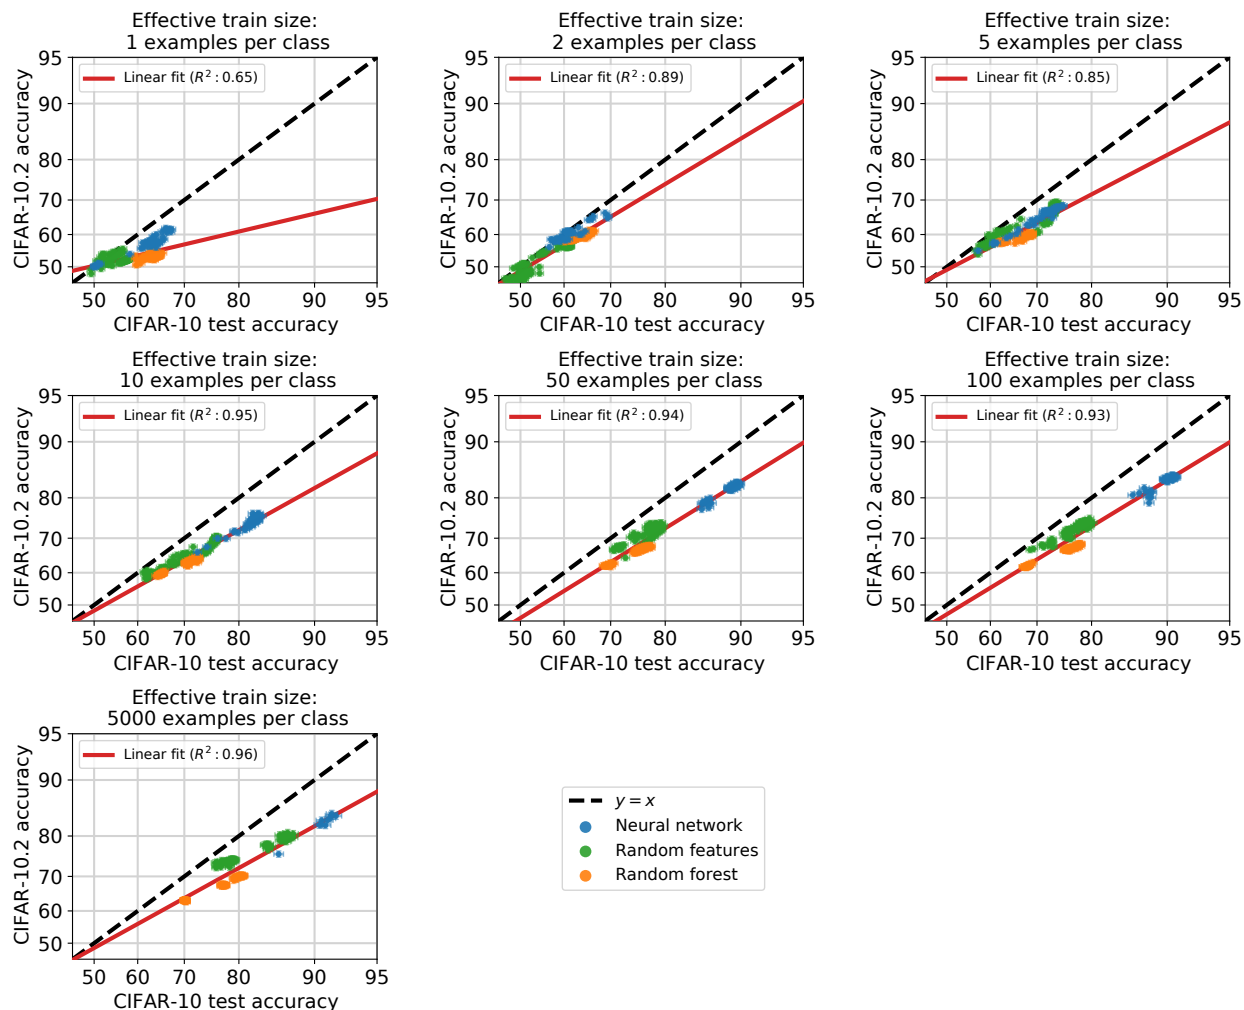 Effective train size:
1 examples per class
95
90
80
70
60
50
CIFAR-10.2 accuracy
Linear fit (R²: 0.65)
50 60 70 80 90 95
CIFAR-10 test accuracy
Effective train size:
2 examples per class
95
90
80
70
60
50
CIFAR-10.2 accuracy
Linear fit (R²: 0.89)
50 60 70 80 90 95
CIFAR-10 test accuracy
Effective train size:
5 examples per class
95
90
80
70
60
50
CIFAR-10.2 accuracy
Linear fit (R²: 0.85)
50 60 70 80 90 95
CIFAR-10 test accuracy
Effective train size:
10 examples per class
95
90
80
70
60
50
CIFAR-10.2 accuracy
Linear fit (R²: 0.95)
50 60 70 80 90 95
CIFAR-10 test accuracy
Effective train size:
50 examples per class
95
90
80
70
60
50
CIFAR-10.2 accuracy
Linear fit (R²: 0.94)
50 60 70 80 90 95
CIFAR-10 test accuracy
Effective train size:
100 examples per class
95
90
80
70
60
50
CIFAR-10.2 accuracy
Linear fit (R²: 0.93)
50 60 70 80 90 95
CIFAR-10 test accuracy
Effective train size:
5000 examples per class
95
90
80
70
60
50
CIFAR-10.2 accuracy
Linear fit (R²: 0.96)
50 60 70 80 90 95
CIFAR-10 test accuracy
y = x
Neural network
Random features
Random forest